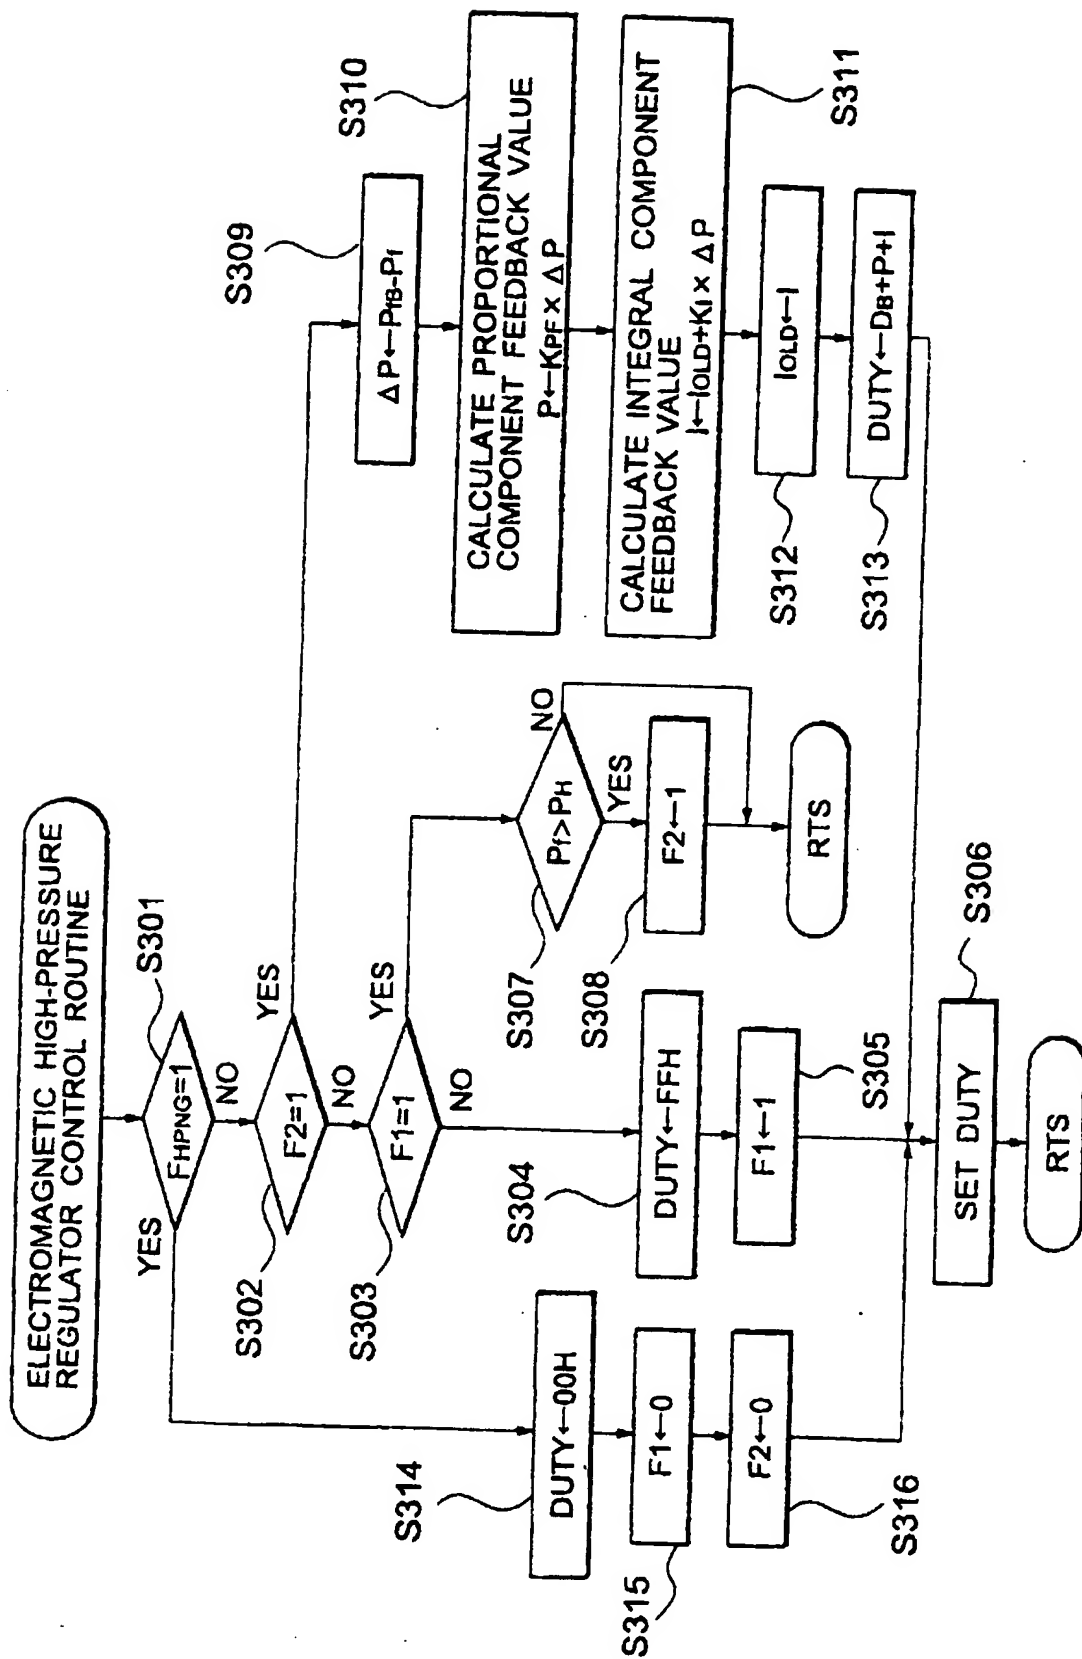 ELECTROMAGNETIC HIGH-PRESSURE
REGULATOR CONTROL ROUTINE
S301
FHPNG=1
YES
NO
S302
F2=1
YES
NO
S303
F1=1
YES
NO
S304
DUTY←FFH
F1←1
S305
S307
Pf>PH
NO
YES
S308
F2←1
RTS
S309
ΔP←PfB-Pf
S310
CALCULATE PROPORTIONAL
COMPONENT FEEDBACK VALUE
P←KPF×ΔP
S311
CALCULATE INTEGRAL COMPONENT
FEEDBACK VALUE
I←IOLD+KI×ΔP
S312
IOLD←I
S313
DUTY←DB+P+I
S314
DUTY←00H
S315
F1←0
F2←0
S316
S306
SET DUTY
RTS